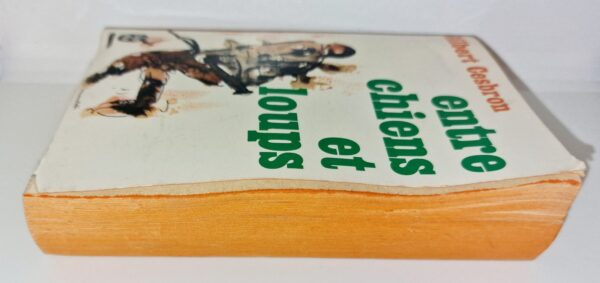 Gilbert Cesbron
entre
chiens
et
loups